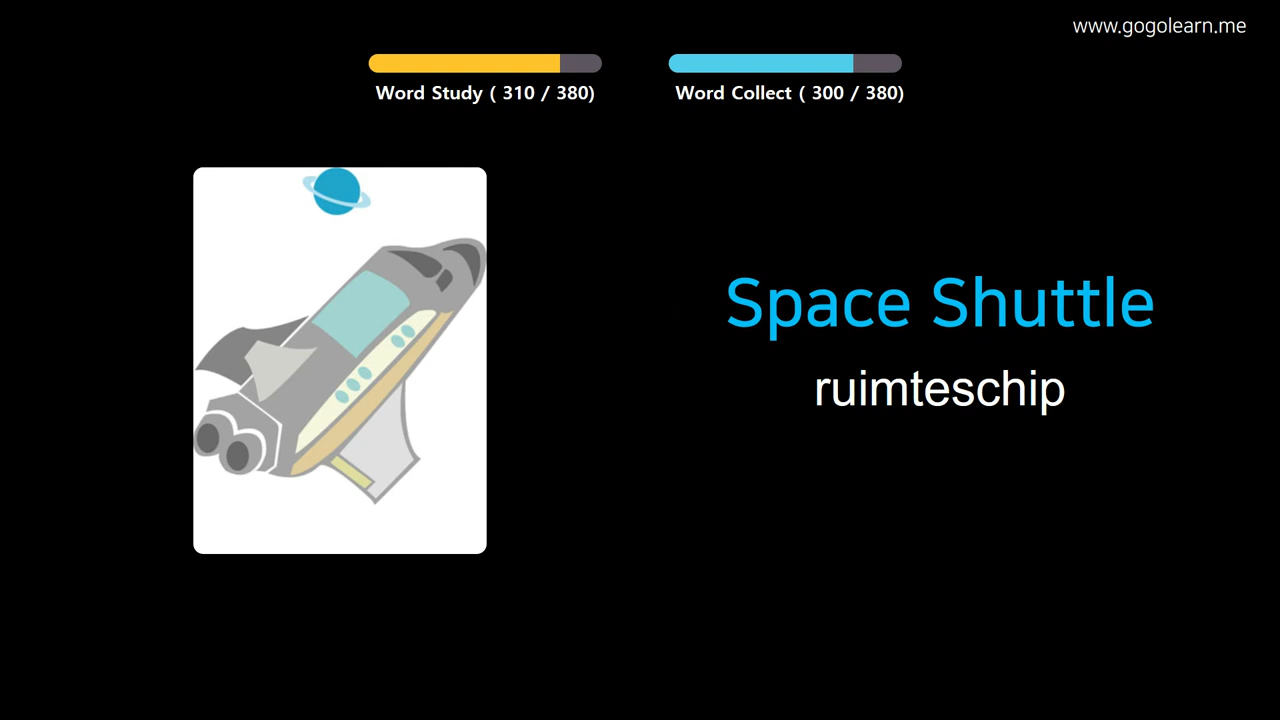 www.gogolearn.me
Word Study ( 310 / 380)
Word Collect ( 300 / 380)
Space Shuttle
ruimteschip